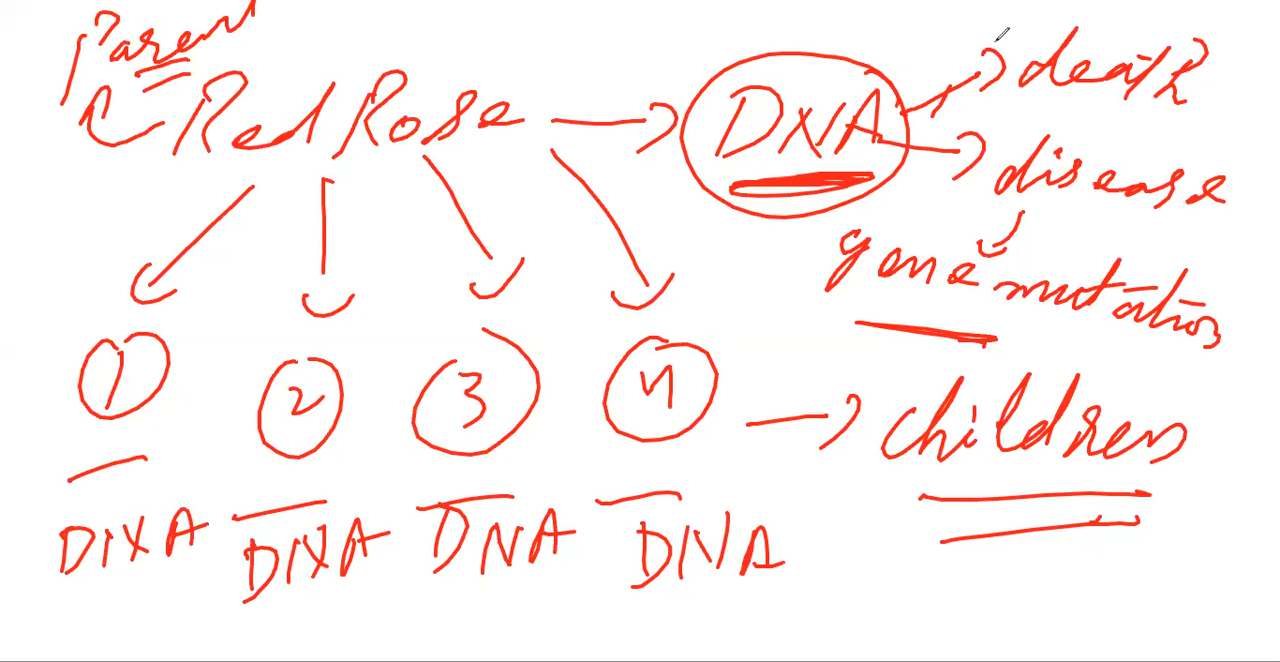 Parent
Red Rose → DNA → death
→ disease
gene mutation
1 2 3 4 → children
DNA DNA DNA DNA